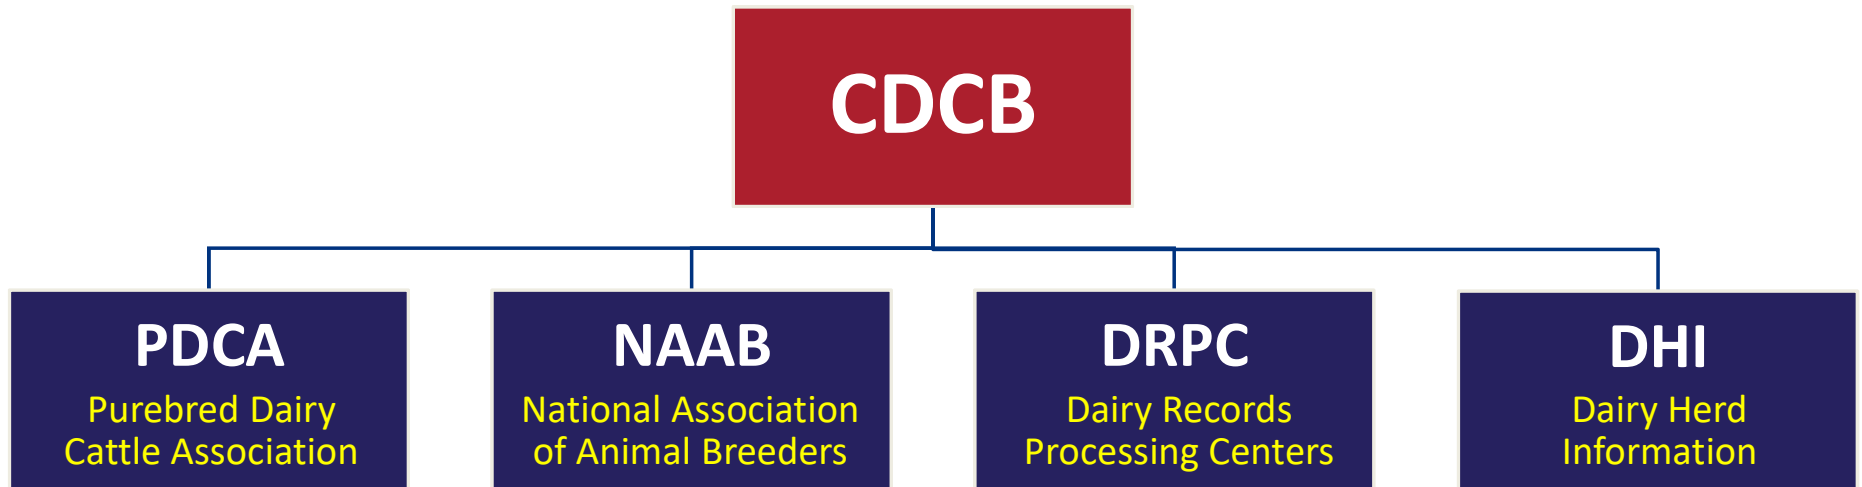 CDCB
PDCA
Purebred Dairy
Cattle Association
NAAB
National Association
of Animal Breeders
DRPC
Dairy Records
Processing Centers
DHI
Dairy Herd
Information